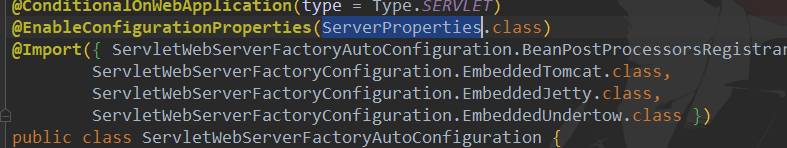 @ConditionalOnWebApplication(type = Type.SERVLET)
@EnableConfigurationProperties(ServerProperties.class)
@Import({ ServletWebServerFactoryAutoConfiguration.BeanPostProcessorsRegistrar
ServletWebServerFactoryConfiguration.EmbeddedTomcat.class,
ServletWebServerFactoryConfiguration.EmbeddedJetty.class,
ServletWebServerFactoryConfiguration.EmbeddedUndertow.class })
public class ServletWebServerFactoryAutoConfiguration {